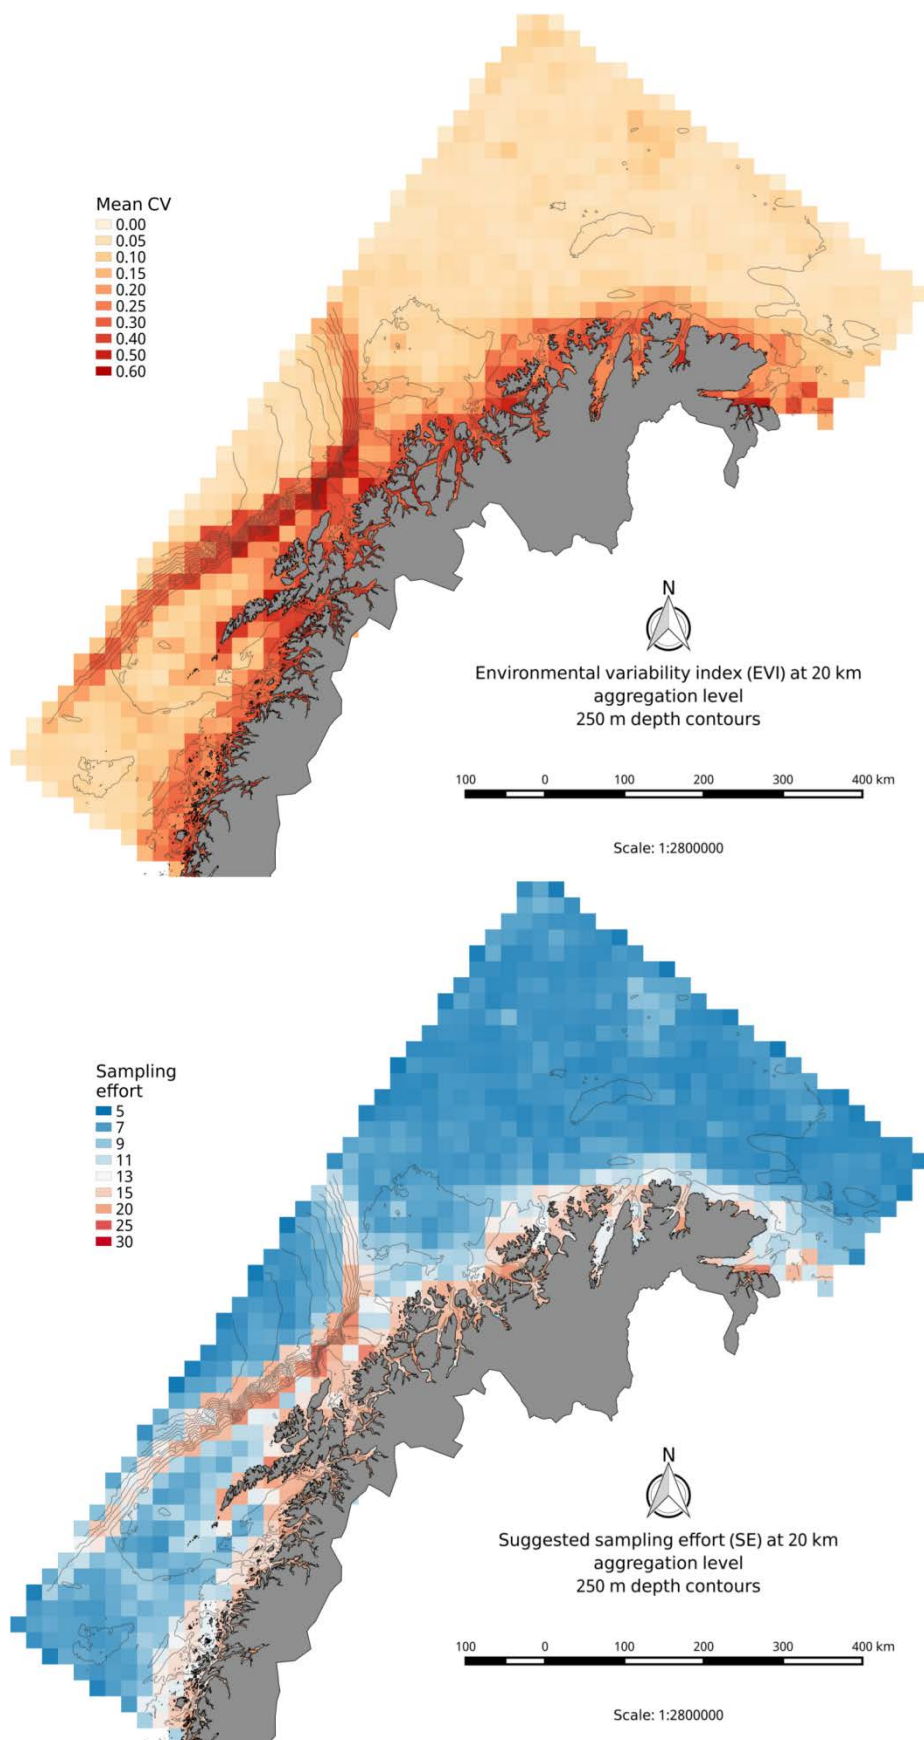 Mean CV
0.00
0.05
0.10
0.15
0.20
0.25
0.30
0.40
0.50
0.60
N
Environmental variability index (EVI) at 20 km
aggregation level
250 m depth contours
100 0 100 200 300 400 km
Scale: 1:2800000
Sampling
effort
5
7
9
11
13
15
20
25
30
N
Suggested sampling effort (SE) at 20 km
aggregation level
250 m depth contours
100 0 100 200 300 400 km
Scale: 1:2800000